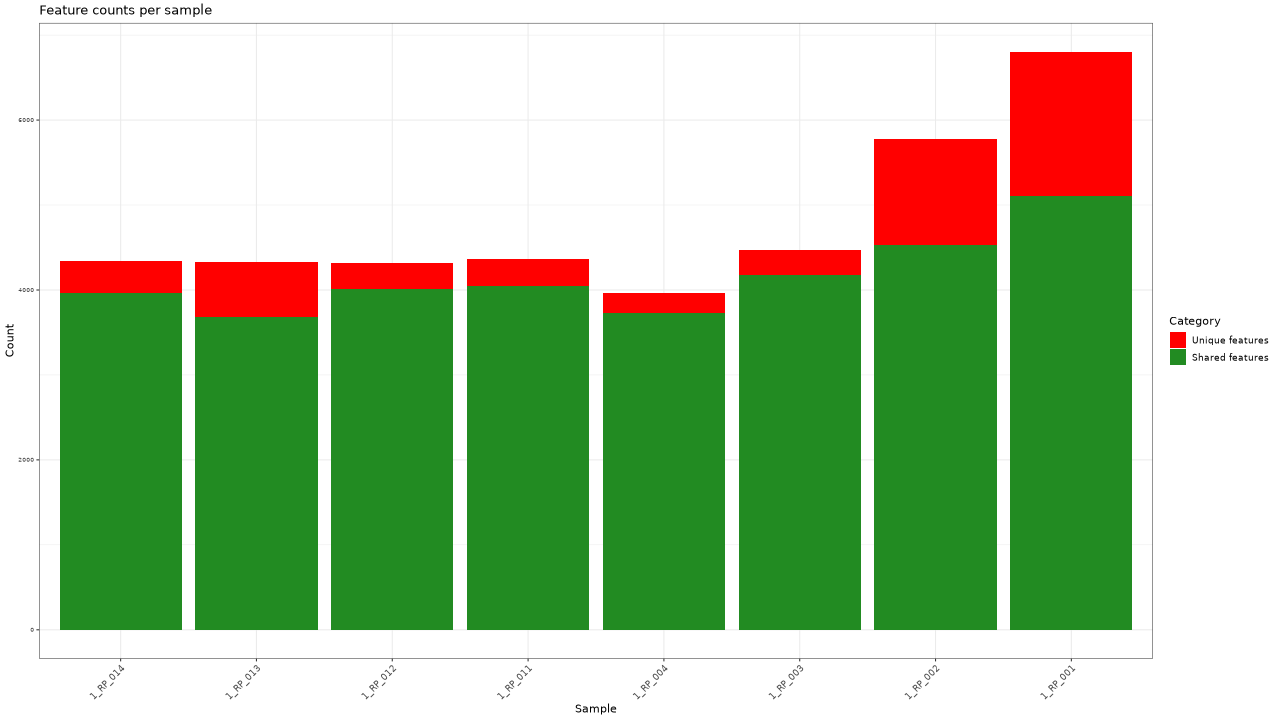 Feature counts per sample
Count
6000
4000
2000
0
1_RP_014
1_RP_013
1_RP_012
1_RP_011
1_RP_004
1_RP_003
1_RP_002
1_RP_001
Sample
Category
Unique features
Shared features